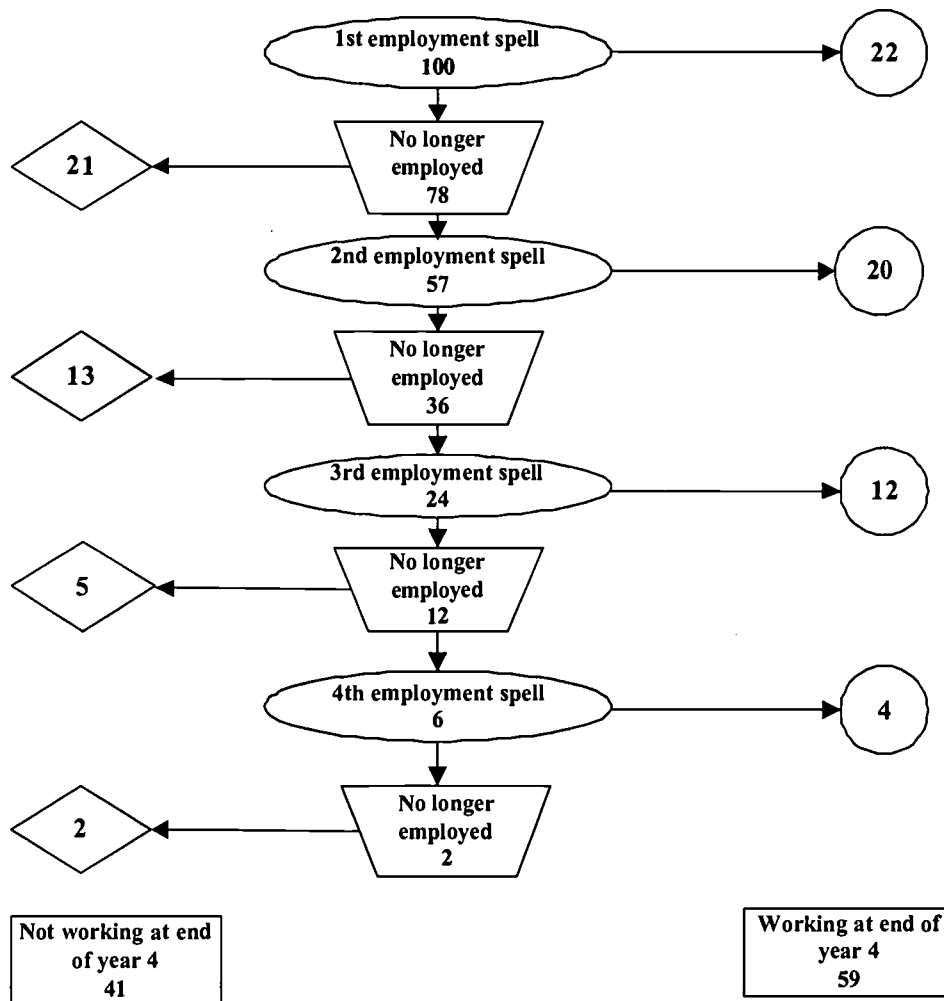 1st employment spell
100
22
No longer
employed
78
21
2nd employment spell
57
20
No longer
employed
36
13
3rd employment spell
24
12
No longer
employed
12
5
4th employment spell
6
4
No longer
employed
2
2
Not working at end
of year 4
41
Working at end of
year 4
59